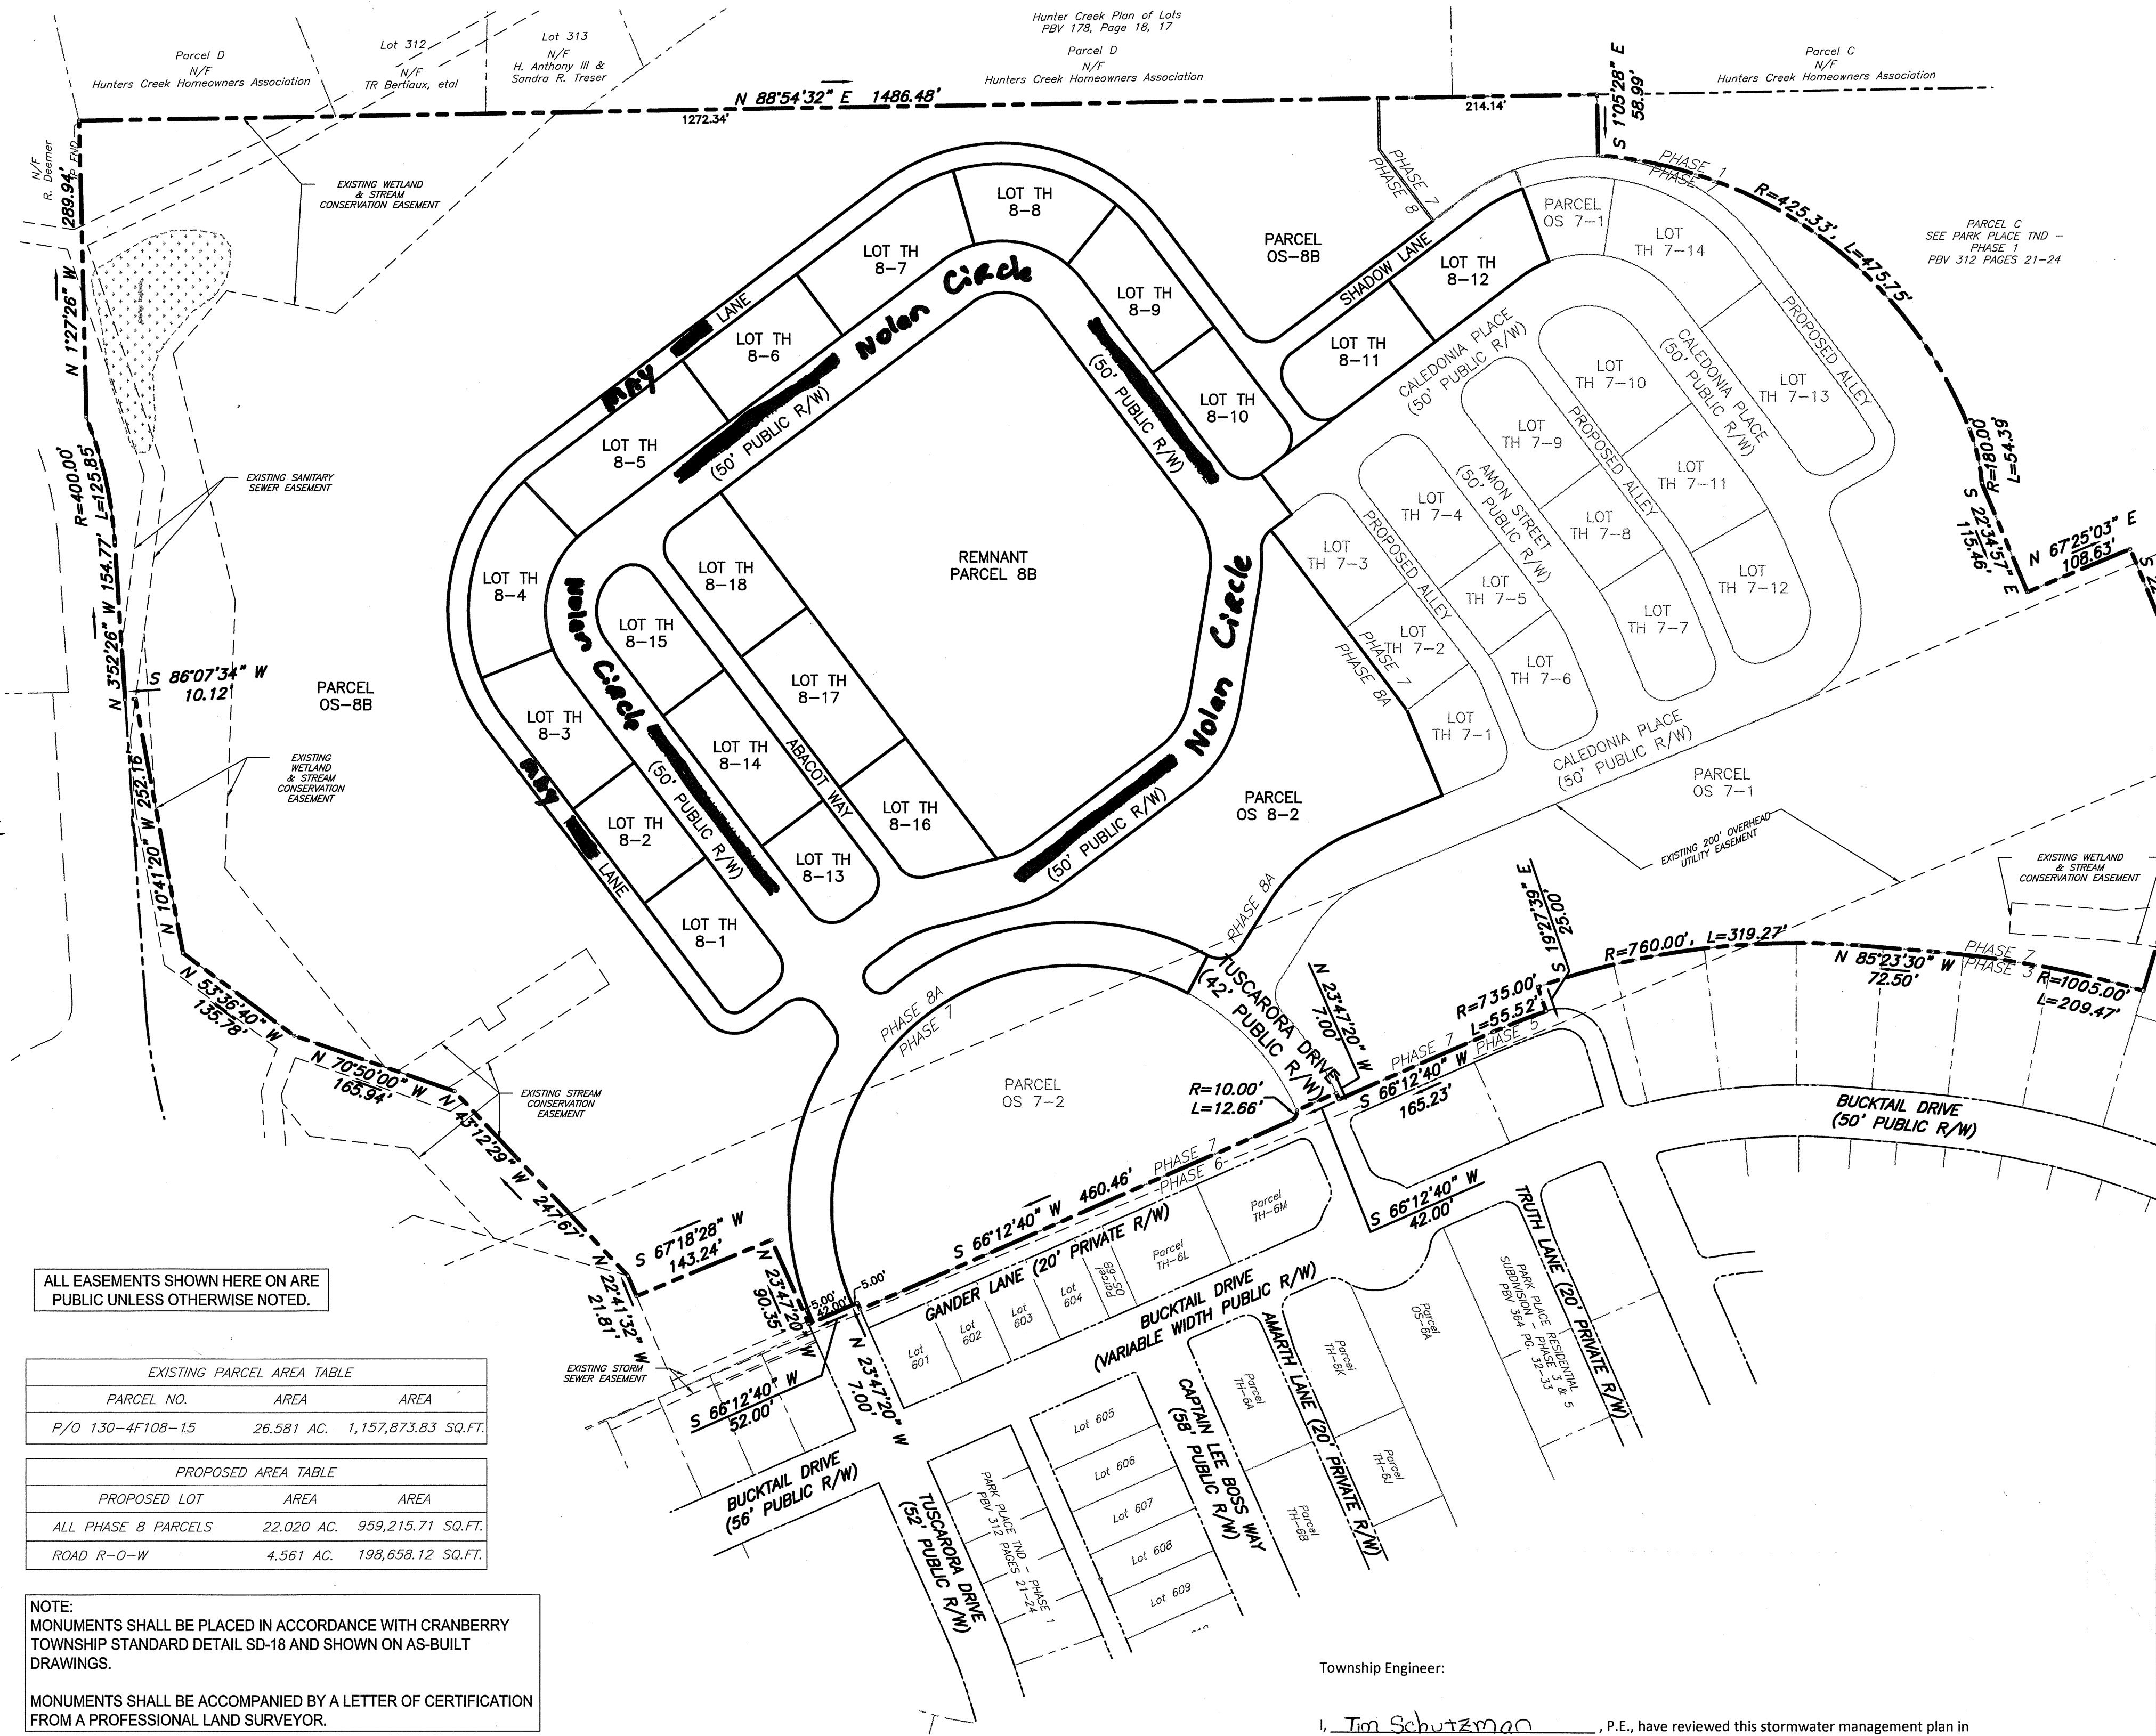 Hunter Creek Plan of Lots
PBV 178, Page 18, 17
Parcel D
N/F
Hunters Creek Homeowners Association
Lot 312
N/F
TR Bertiaux, etal
Lot 313
N/F
H. Anthony III &
Sandra R. Treser
Parcel D
N/F
Hunters Creek Homeowners Association
Parcel C
N/F
Hunters Creek Homeowners Association
N 88°54'32" E 1486.48'
1272.34'
214.14'
S 1°05'28" E
58.99'
N/F
R. Deemer
289.94'
N 1°27'26" W
EXISTING WETLAND
& STREAM
CONSERVATION EASEMENT
PHASE 7
PHASE 8
PHASE 1
R=425.33', L=475.75'
PARCEL C
SEE PARK PLACE TND -
PHASE 1
PBV 312 PAGES 21-24
LOT TH
8-8
LOT TH
8-7
PARCEL
OS-8B
SHADOW LANE
LOT TH
8-12
PARCEL
OS 7-1
LOT
TH 7-14
Nolan Circle
LOT TH
8-9
LOT TH
8-6
MAY
LANE
LOT TH
8-11
LOT TH
8-10
LOT TH
8-5
(50' PUBLIC R/W)
(50' PUBLIC R/W)
CALEDONIA PLACE
(50' PUBLIC R/W)
CALEDONIA PLACE
(50' PUBLIC R/W)
PROPOSED ALLEY
LOT
TH 7-10
LOT
TH 7-13
LOT
TH 7-9
LOT
TH 7-11
LOT
TH 7-4
AMON STREET
(50' PUBLIC R/W)
PROPOSED ALLEY
LOT
TH 7-8
LOT
TH 7-12
LOT
TH 7-3
PROPOSED ALLEY
LOT
TH 7-5
LOT
TH 7-7
LOT
TH 7-2
LOT
TH 7-6
LOT
TH 7-1
PHASE 7
PHASE 8A
CALEDONIA PLACE
(50' PUBLIC R/W)
PARCEL
OS 7-1
R=180.00'
L=54.39'
S 22°34'57" E
115.46'
N 67°25'03" E
108.63'
EXISTING SANITARY
SEWER EASEMENT
R=400.00'
L=125.85'
N 3°52'26" W 154.77'
S 86°07'34" W
10.12'
PARCEL
OS-8B
EXISTING
WETLAND
& STREAM
CONSERVATION
EASEMENT
N 10°41'20" W 252.16'
LOT TH
8-4
Nolan Circle
LOT TH
8-15
LOT TH
8-18
REMNANT
PARCEL 8B
LOT TH
8-3
LOT TH
8-17
LOT TH
8-14
ABACOT WAY
(50' PUBLIC R/W)
MAY
LANE
LOT TH
8-2
LOT TH
8-16
LOT TH
8-13
LOT TH
8-1
Nolan Circle
(50' PUBLIC R/W)
PARCEL
OS 8-2
EXISTING 200' OVERHEAD
UTILITY EASEMENT
EXISTING WETLAND
& STREAM
CONSERVATION EASEMENT
PHASE 8A
PHASE 8A
PHASE 7
N 53°36'40" W
135.78'
N 70°50'00" W
165.94'
EXISTING STREAM
CONSERVATION
EASEMENT
N 43°12'29" W 247.67'
N 22°41'32" W
21.81'
S 67°18'28" W
143.24'
N 23°47'20" W
90.35'
PARCEL
OS 7-2
TUSCARORA DRIVE
(42' PUBLIC R/W)
N 23°47'20" W
7.00'
R=10.00'
L=12.66'
S 19°27'39" E
25.00'
R=760.00', L=319.27'
R=735.00'
L=55.52'
N 85°23'30" W
72.50'
PHASE 7
PHASE 3
R=1005.00'
L=209.47'
PHASE 7
PHASE 5
S 66°12'40" W
165.23'
BUCKTAIL DRIVE
(50' PUBLIC R/W)
S 66°12'40" W 460.46'
PHASE 7
PHASE 6
S 66°12'40" W
42.00'
5.00'
42.00'
5.00'
GANDER LANE (20' PRIVATE R/W)
Parcel
TH-6M
Parcel
TH-6L
Parcel
OS-6B
Lot
604
Lot
603
Lot
602
Lot
601
BUCKTAIL DRIVE
(VARIABLE WIDTH PUBLIC R/W)
TRUTH LANE (20' PRIVATE R/W)
PARK PLACE RESIDENTIAL
SUBDIVISION - PHASE 3 & 5
PBV 364 PG. 32-33
Parcel
OS-6A
AMARTH LANE (20' PRIVATE R/W)
Parcel
TH-6K
Parcel
TH-6A
Parcel
TH-6J
Parcel
TH-6B
CAPTAIN LEE BOSS WAY
(58' PUBLIC R/W)
EXISTING STORM
SEWER EASEMENT
S 66°12'40" W
52.00'
N 23°47'20" W
7.00'
BUCKTAIL DRIVE
(56' PUBLIC R/W)
TUSCARORA DRIVE
(52' PUBLIC R/W)
PARK PLACE TND - PHASE 1
PBV 312 PAGES 21-24
Lot 605
Lot 606
Lot 607
Lot 608
Lot 609
ALL EASEMENTS SHOWN HERE ON ARE
PUBLIC UNLESS OTHERWISE NOTED.
EXISTING PARCEL AREA TABLE
PARCEL NO. AREA AREA
P/O 130-4F108-15 26.581 AC. 1,157,873.83 SQ.FT.
PROPOSED AREA TABLE
PROPOSED LOT AREA AREA
ALL PHASE 8 PARCELS 22.020 AC. 959,215.71 SQ.FT.
ROAD R-O-W 4.561 AC. 198,658.12 SQ.FT.
NOTE:
MONUMENTS SHALL BE PLACED IN ACCORDANCE WITH CRANBERRY
TOWNSHIP STANDARD DETAIL SD-18 AND SHOWN ON AS-BUILT
DRAWINGS.
MONUMENTS SHALL BE ACCOMPANIED BY A LETTER OF CERTIFICATION
FROM A PROFESSIONAL LAND SURVEYOR.
Township Engineer:
I, Tim Schutzman , P.E., have reviewed this stormwater management plan in